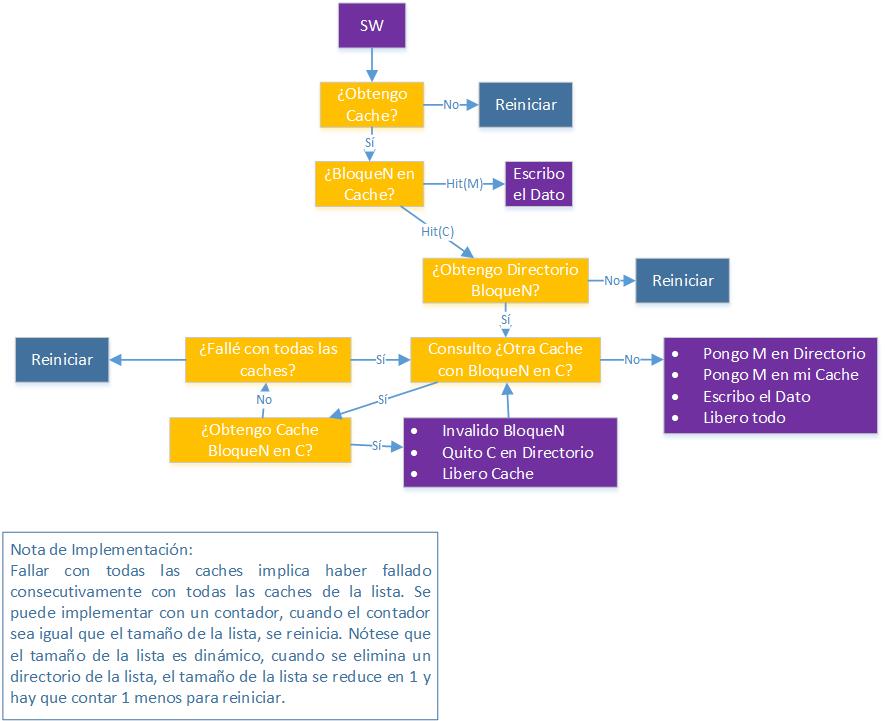 SW
¿Obtengo
Cache?
No
Reiniciar
Sí
¿BloqueN en
Cache?
Hit(M)
Escribo
el Dato
Hit(C)
¿Obtengo Directorio
BloqueN?
No
Reiniciar
Sí
Reiniciar
¿Fallé con todas las
caches?
Sí
Consulto ¿Otra Cache
con BloqueN en C?
No
• Pongo M en Directorio
• Pongo M en mi Cache
• Escribo el Dato
• Libero todo
No
Sí
¿Obtengo Cache
BloqueN en C?
Sí
• Invalido BloqueN
• Quito C en Directorio
• Libero Cache
Nota de Implementación:
Fallar con todas las caches implica haber fallado
consecutivamente con todas las caches de la lista. Se
puede implementar con un contador, cuando el contador
sea igual que el tamaño de la lista, se reinicia. Nótese que
el tamaño de la lista es dinámico, cuando se elimina un
directorio de la lista, el tamaño de la lista se reduce en 1 y
hay que contar 1 menos para reiniciar.